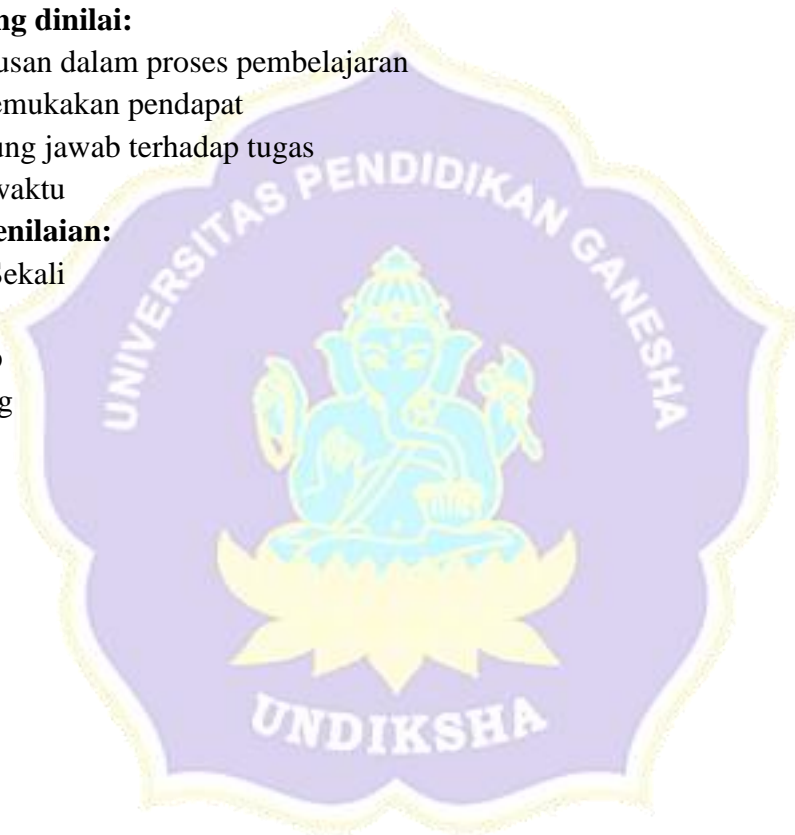 ng dinilai:
usan dalam proses pembelajaran
emukakan pendapat
ung jawab terhadap tugas
waktu
enilaian:
Sekali
p
g
UNIVERSITAS PENDIDIKAN GANESHA
UNDIKSHA